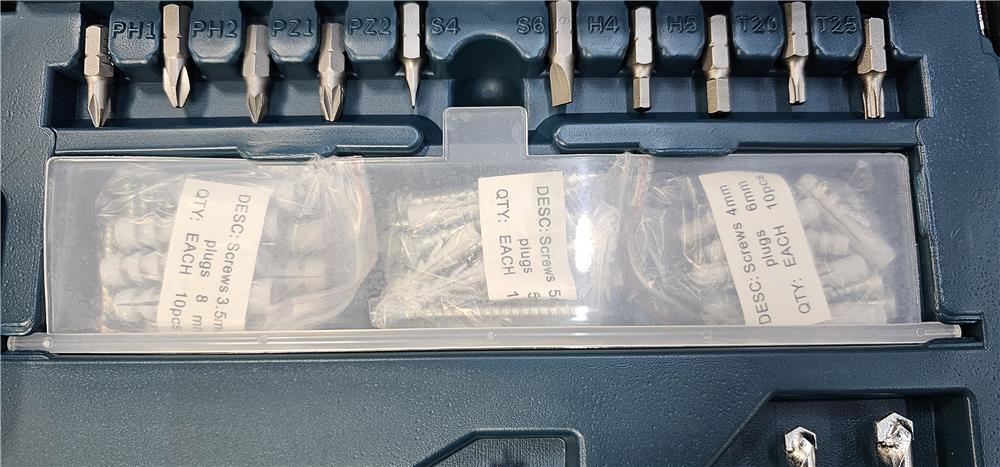 PH1 PH2 PZ1 PZ2 S4 S6 H4 H5 T20 T25
DESC: Screws 3.5m
plugs 8 m
QTY: EACH 10pcs
DESC: Screws 5
plugs 5
QTY: EACH 1
DESC: Screws 4mm
plugs 6mm
QTY: EACH 10pcs